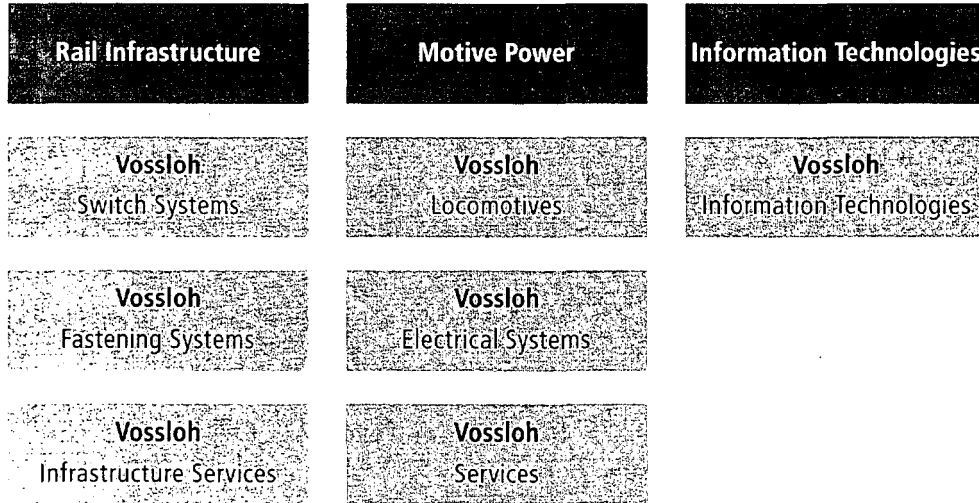 Rail Infrastructure
Motive Power
Information Technologies
Vossloh
Switch Systems
Vossloh
Locomotives
Vossloh
Information Technologies
Vossloh
Fastening Systems
Vossloh
Electrical Systems
Vossloh
Infrastructure Services
Vossloh
Services